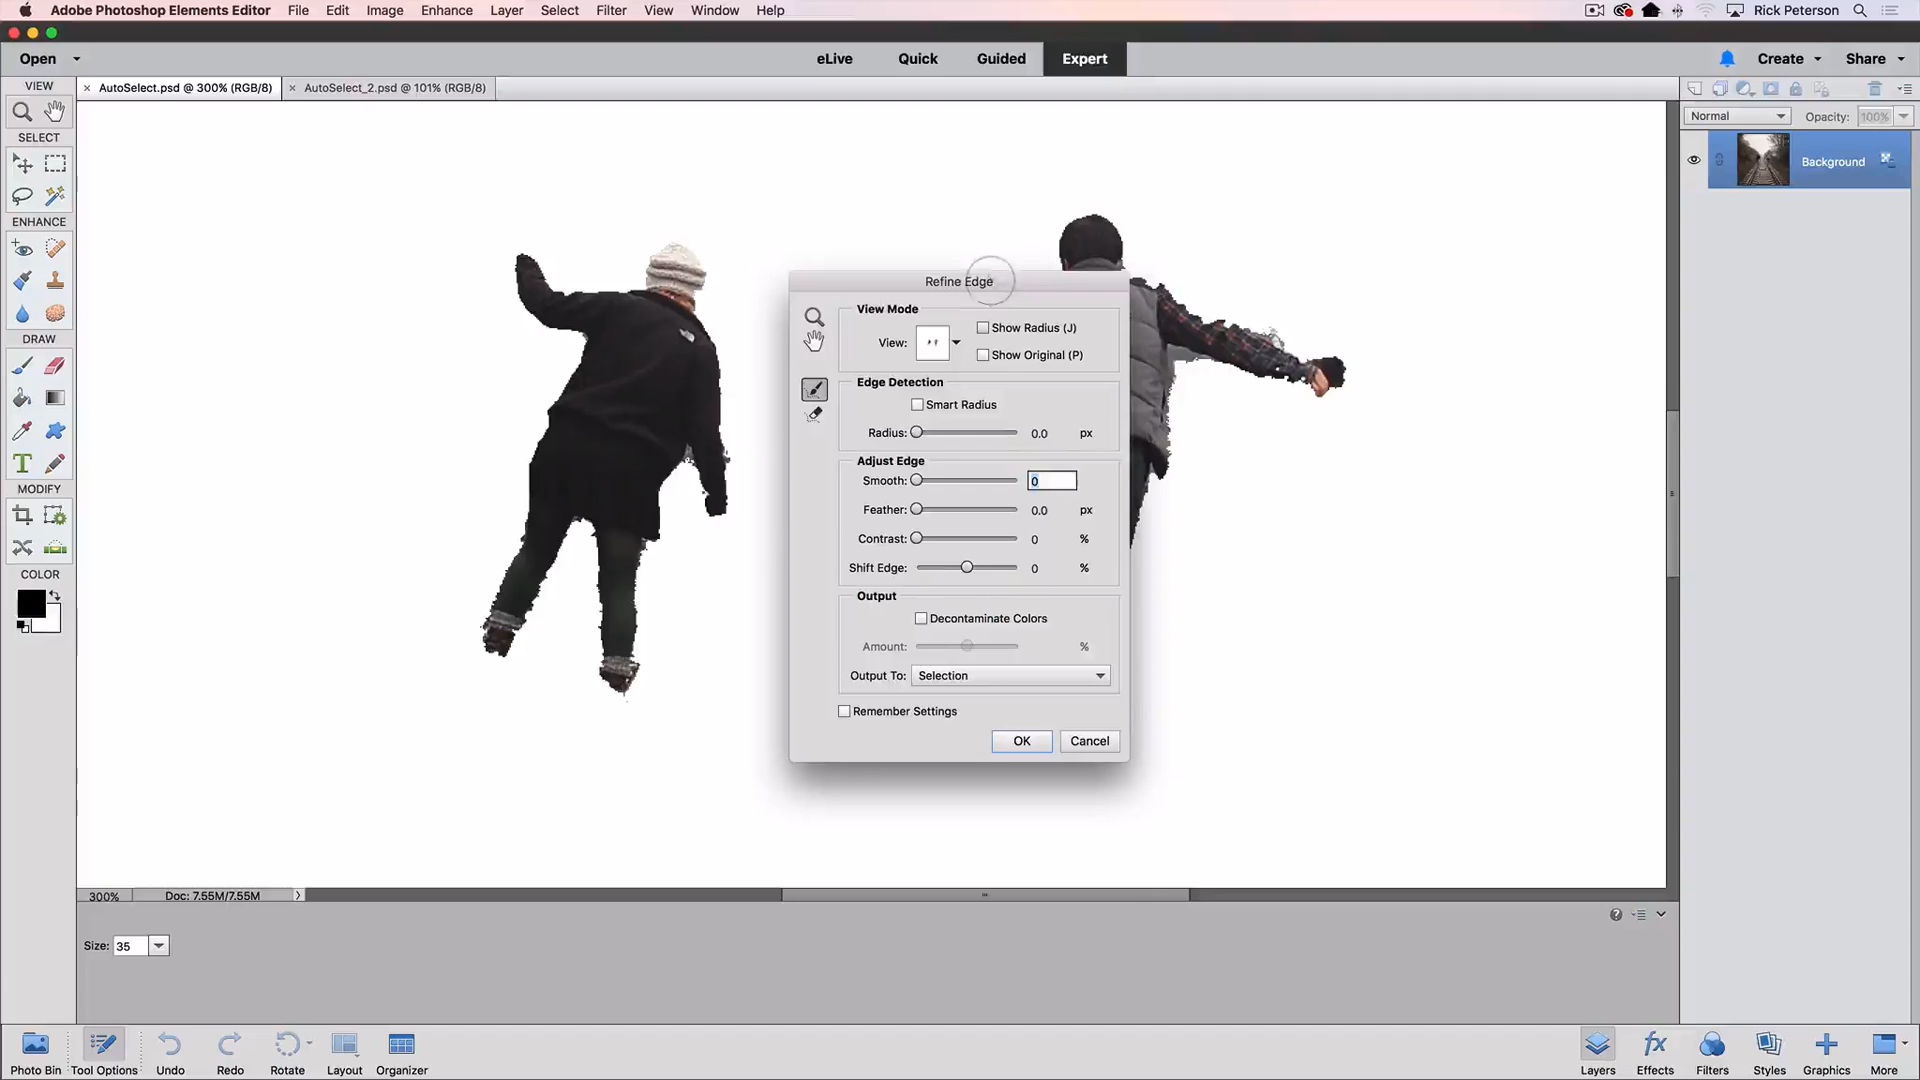 Adobe Photoshop Elements Editor File Edit Image Enhance Layer Select Filter View Window Help Rick Peterson
Open eLive Quick Guided Expert Create Share
VIEW × AutoSelect.psd @ 300% (RGB/8) × AutoSelect_2.psd @ 101% (RGB/8)
Normal Opacity: 100%
SELECT
Background
ENHANCE
Refine Edge
View Mode
Show Radius (J)
View:
Show Original (P)
DRAW
Edge Detection
Smart Radius
Radius: 0.0 px
Adjust Edge
Smooth: 0
MODIFY
Feather: 0.0 px
Contrast: 0 %
Shift Edge: 0 %
COLOR
Output
Decontaminate Colors
Amount: %
Output To: Selection
Remember Settings
OK Cancel
300% Doc: 7.55M/7.55M
Size: 35
Photo Bin Tool Options Undo Redo Rotate Layout Organizer Layers Effects Filters Styles Graphics More